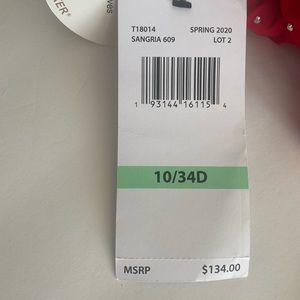 T18014 SPRING 2020
SANGRIA 609 LOT 2
1 93144 16115 4
10/34D
MSRP $134.00